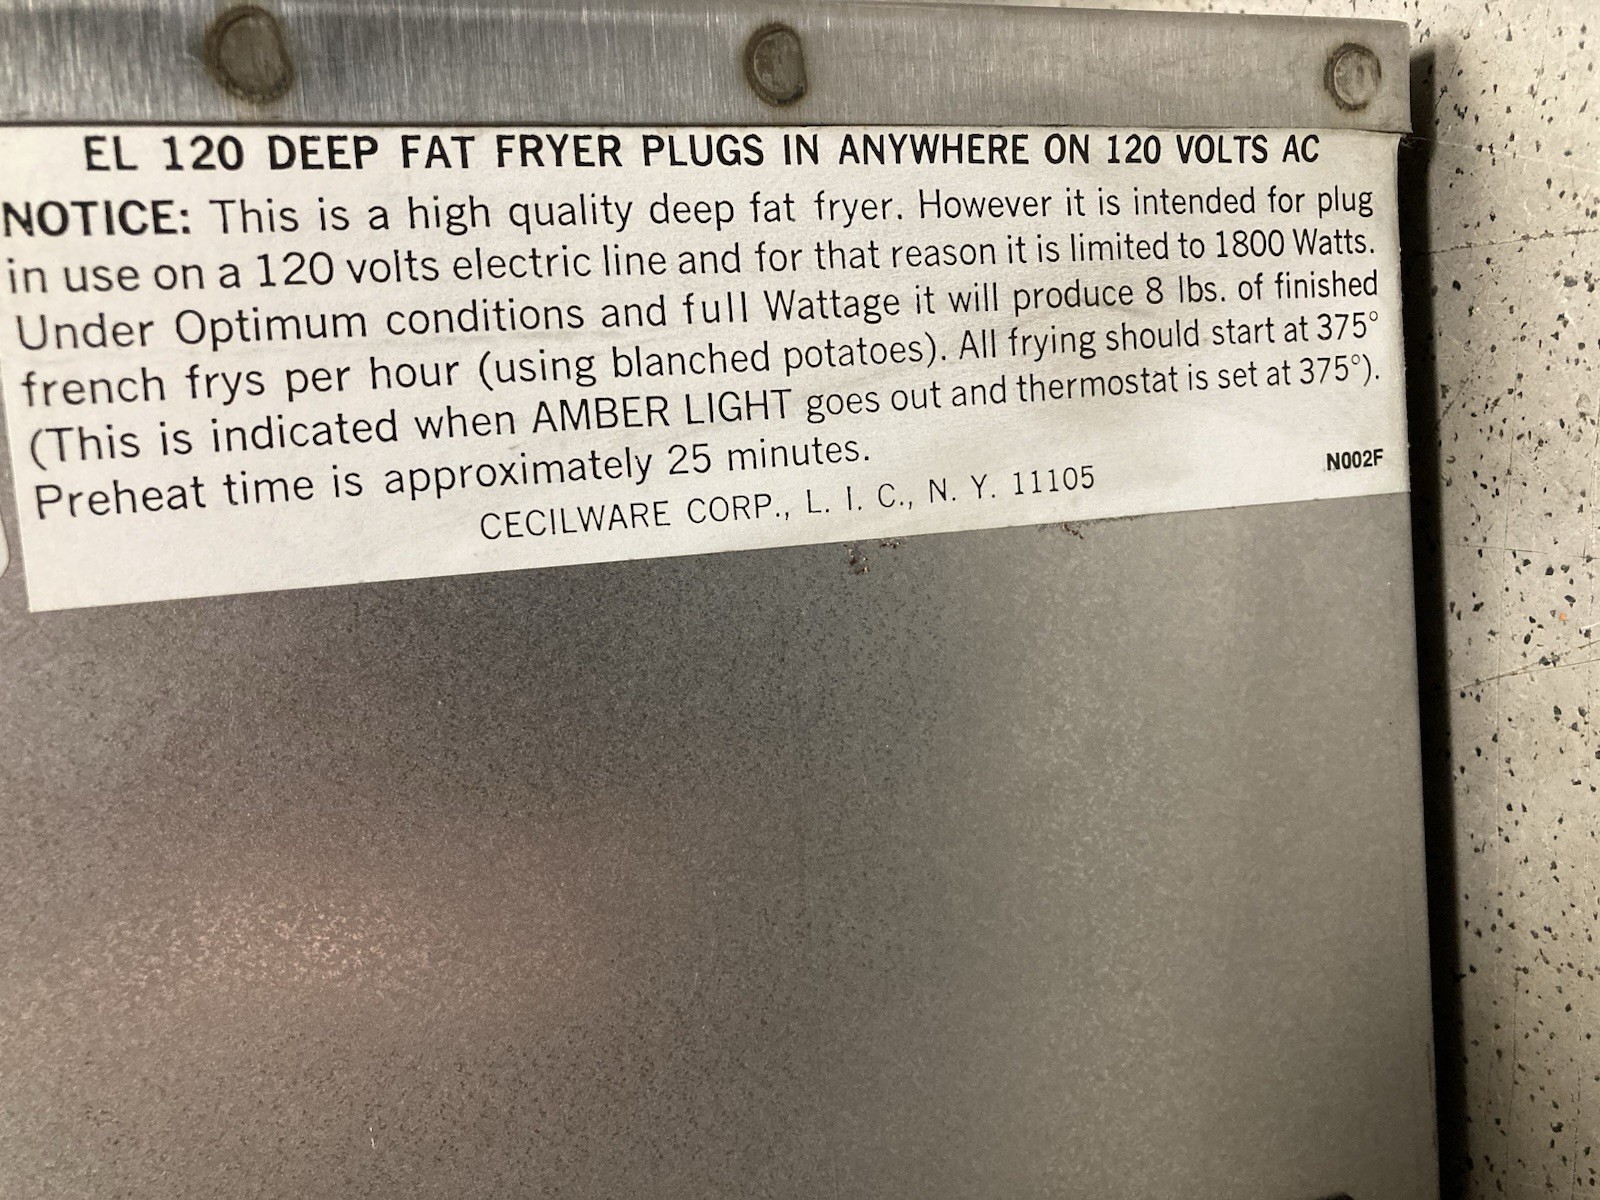 EL 120 DEEP FAT FRYER PLUGS IN ANYWHERE ON 120 VOLTS AC
NOTICE: This is a high quality deep fat fryer. However it is intended for plug
in use on a 120 volts electric line and for that reason it is limited to 1800 Watts.
Under Optimum conditions and full Wattage it will produce 8 lbs. of finished
french frys per hour (using blanched potatoes). All frying should start at 375°
(This is indicated when AMBER LIGHT goes out and thermostat is set at 375°).
Preheat time is approximately 25 minutes.
CECILWARE CORP., L. I. C., N. Y. 11105
N002F